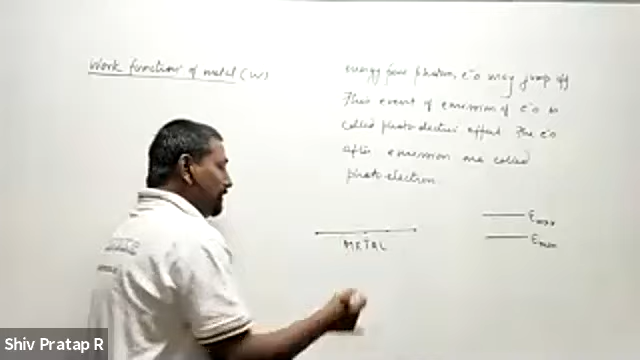 Work function of metal (W)
energy from photon, e⁻s may jump off
This event of emission of e⁻s is
called photo electric effect. The e⁻s
after emission are called
photo-electron.
METAL
Emax
Emin
Shiv Pratap R